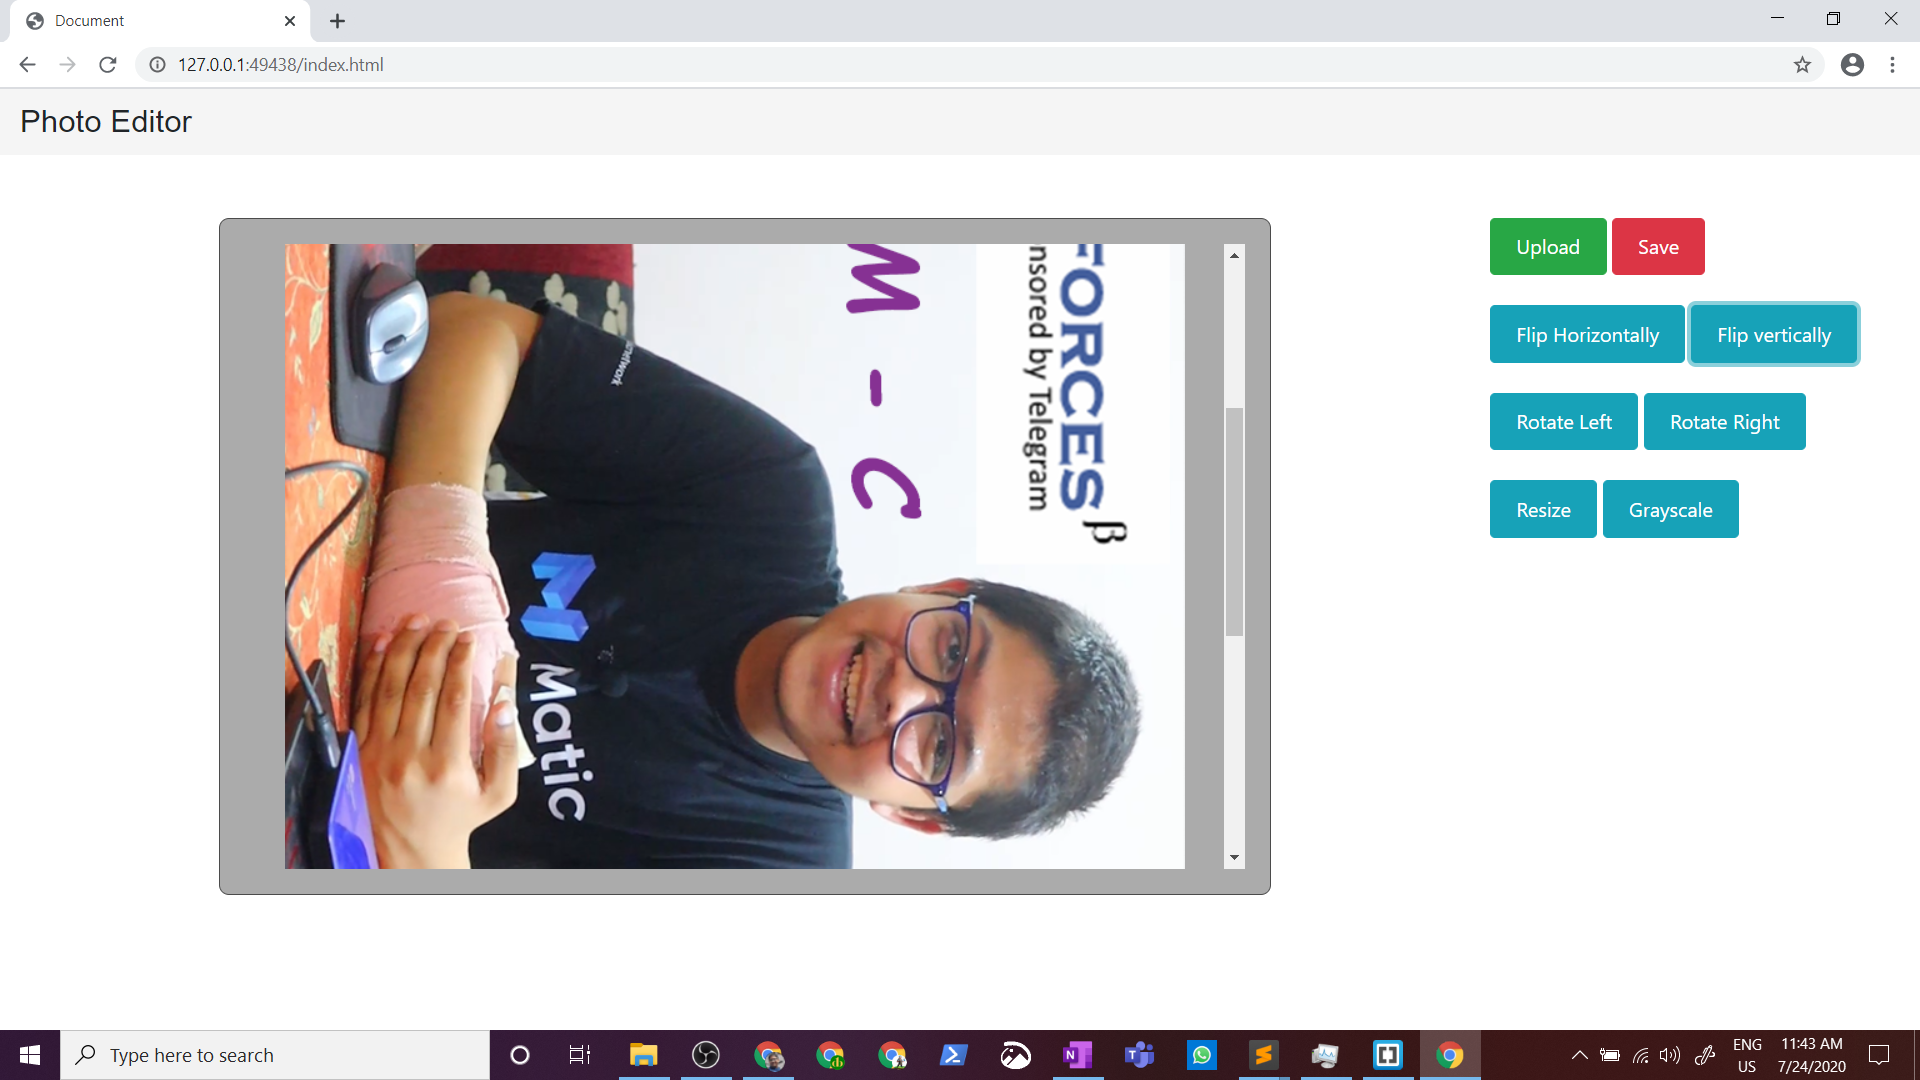 Document
127.0.0.1:49438/index.html
Photo Editor
Upload
Save
Flip Horizontally
Flip vertically
Rotate Left
Rotate Right
Resize
Grayscale
M - C
FORCES β
nsored by Telegram
network
Matic
Type here to search
ENG
US
11:43 AM
7/24/2020